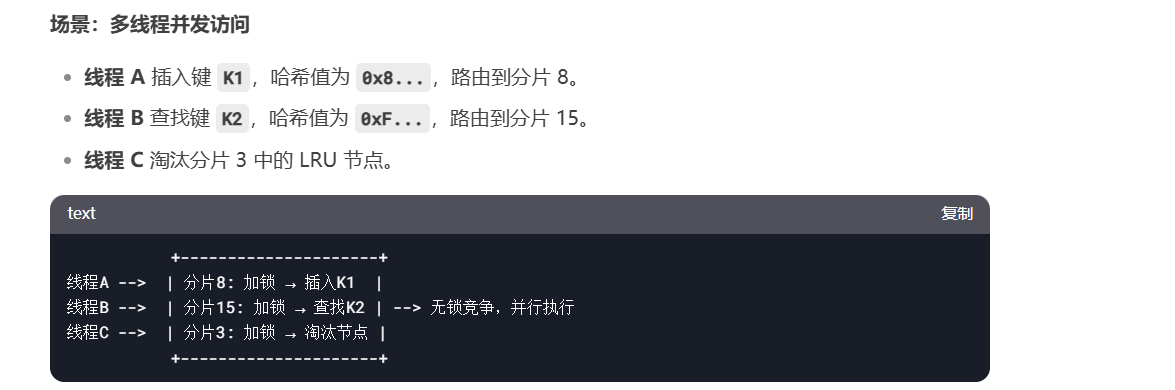 场景：多线程并发访问
线程 A 插入键 K1，哈希值为 0x8...，路由到分片 8。
线程 B 查找键 K2，哈希值为 0xF...，路由到分片 15。
线程 C 淘汰分片 3 中的 LRU 节点。
text 复制
+---------------------+
线程A --> | 分片8: 加锁 → 插入K1 |
线程B --> | 分片15: 加锁 → 查找K2 | --> 无锁竞争，并行执行
线程C --> | 分片3: 加锁 → 淘汰节点 |
+---------------------+